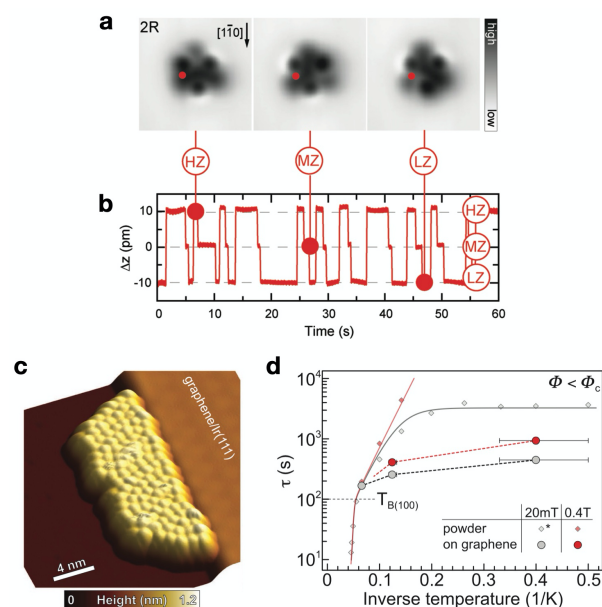 a
2R
[11̄0]
high
low
HZ
MZ
LZ
b
Δz (pm)
10
0
-10
HZ
MZ
LZ
0
10
20
30
40
50
60
Time (s)
c
graphene/Ir(111)
4 nm
0 Height (nm) 1.2
d
Φ < Φc
τ (s)
10⁴
10³
10²
10¹
TB(100)
20mT 0.4T
powder *
on graphene
0.0 0.1 0.2 0.3 0.4 0.5
Inverse temperature (1/K)